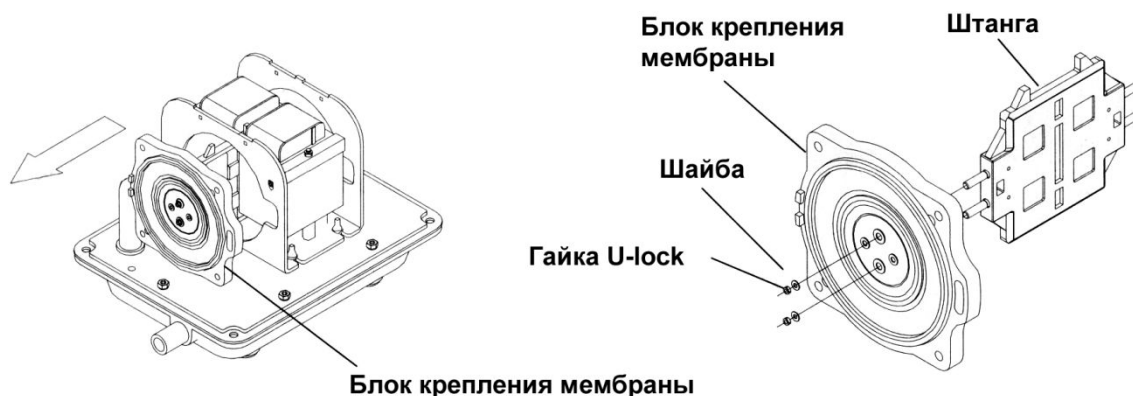 Блок крепления
мембраны
Штанга
Шайба
Гайка U-lock
Блок крепления мембраны